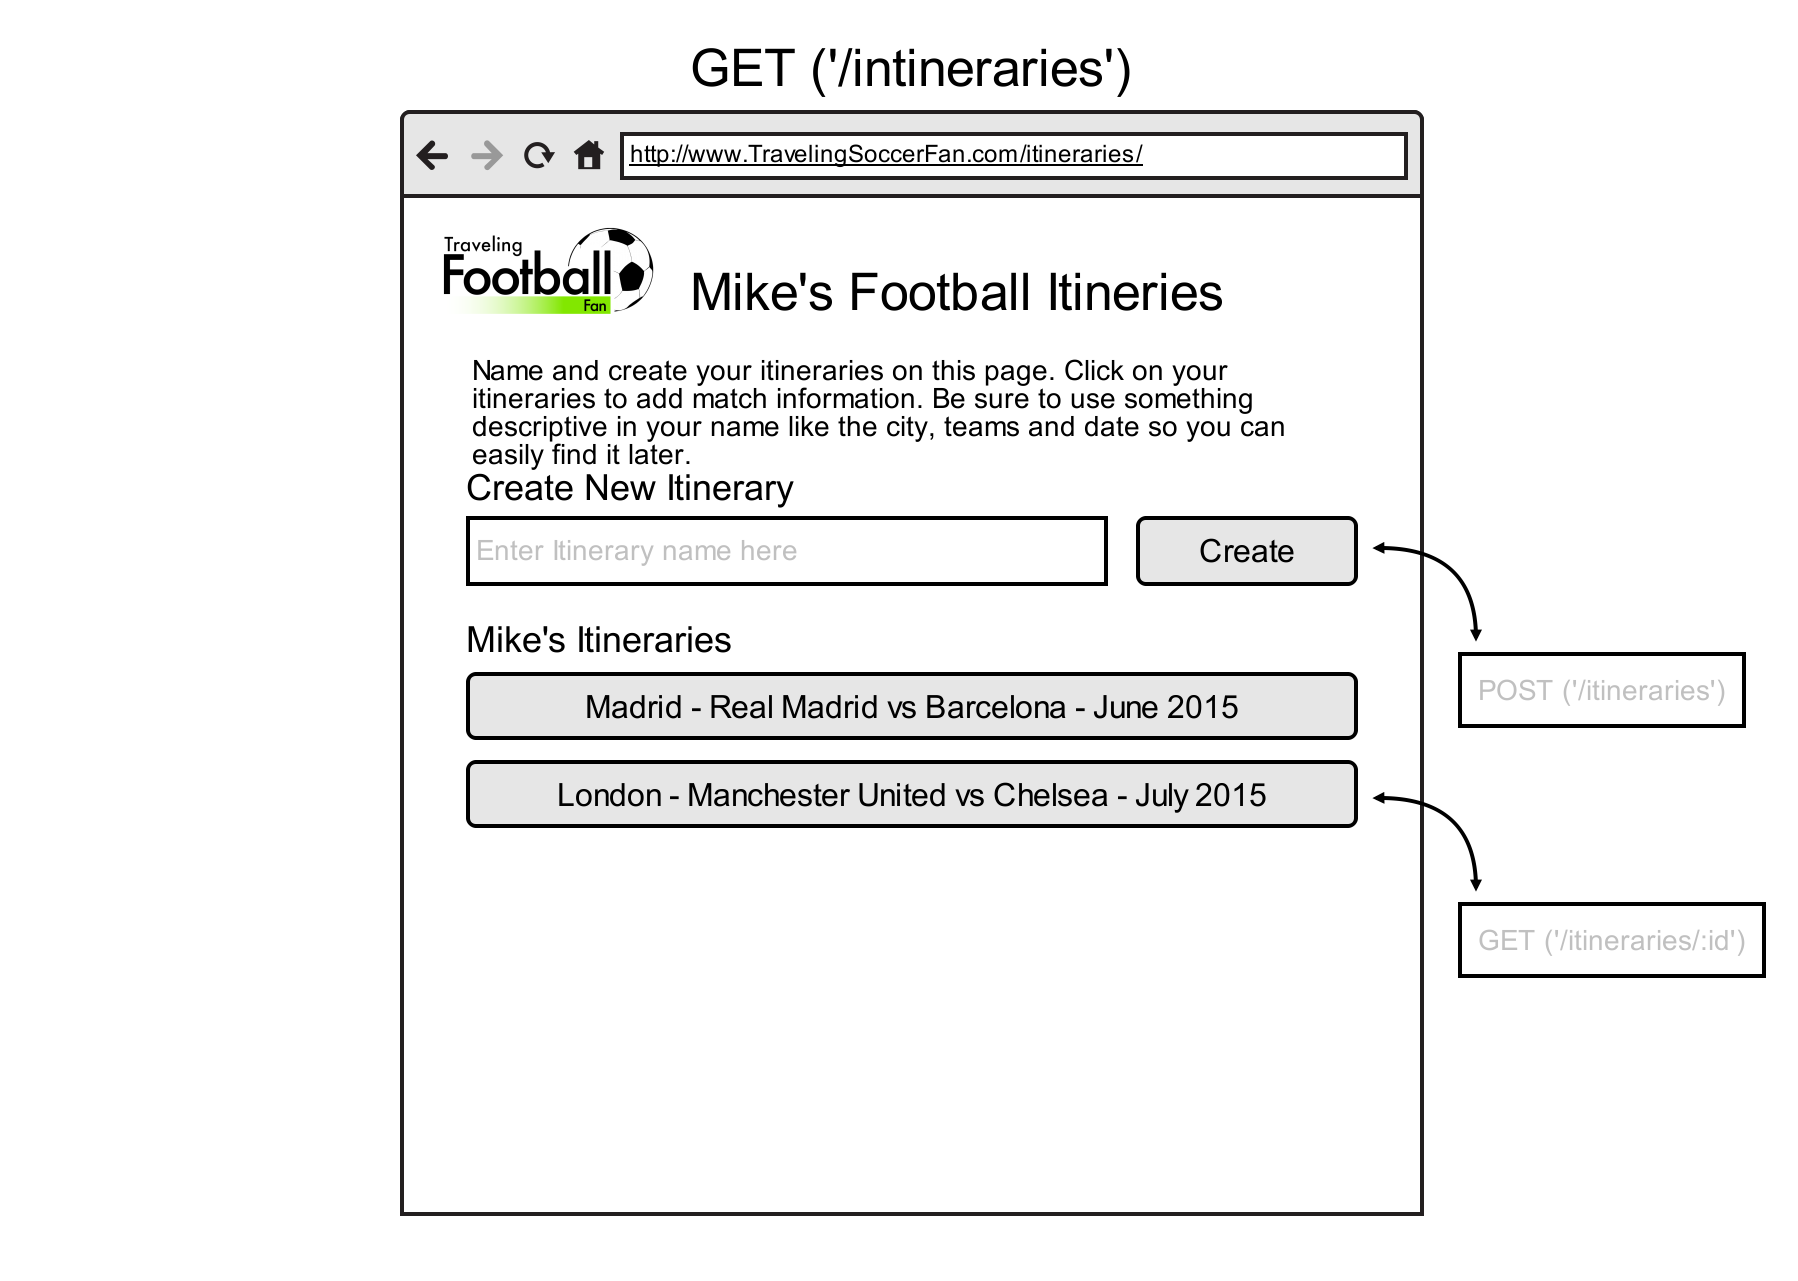 GET ('/intineraries')
http://www.TravelingSoccerFan.com/itineraries/
Traveling
Football
Fan
Mike's Football Itineries
Name and create your itineraries on this page. Click on your
itineraries to add match information. Be sure to use something
descriptive in your name like the city, teams and date so you can
easily find it later.
Create New Itinerary
Enter Itinerary name here
Create
Mike's Itineraries
POST ('/itineraries')
Madrid - Real Madrid vs Barcelona - June 2015
London - Manchester United vs Chelsea - July 2015
GET ('/itineraries/:id')